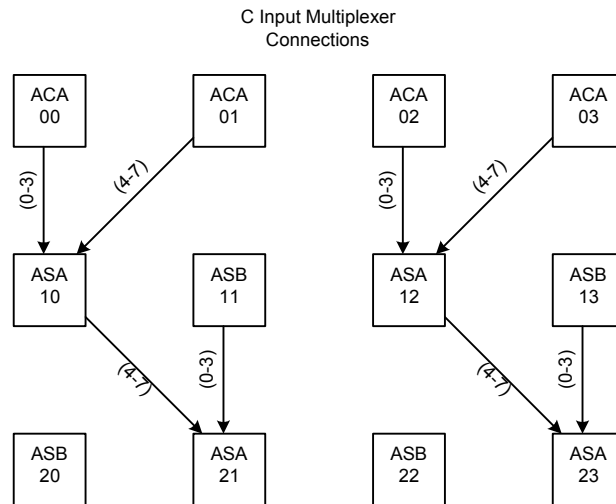 C Input Multiplexer
Connections
ACA
00
ACA
01
ACA
02
ACA
03
(0-3)
(4-7)
(0-3)
(4-7)
ASA
10
ASB
11
ASA
12
ASB
13
(4-7)
(0-3)
(4-7)
(0-3)
ASB
20
ASA
21
ASB
22
ASA
23